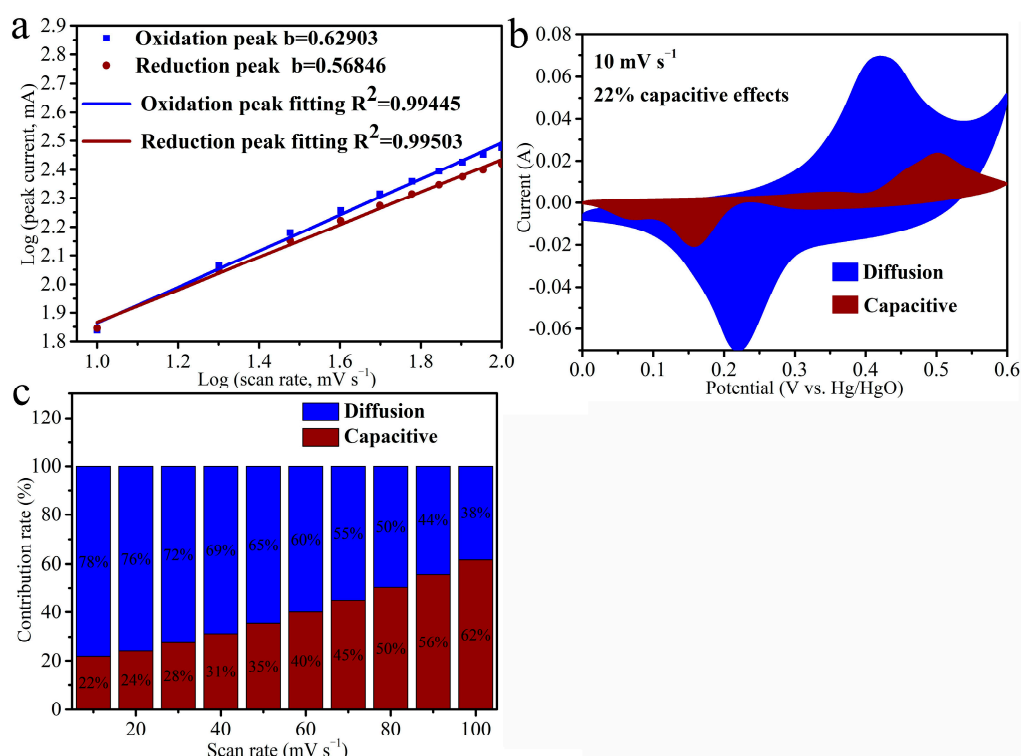 a
2.9
2.8
2.7
2.6
2.5
2.4
2.3
2.2
2.1
2.0
1.9
1.8
Log (peak current, mA)
Oxidation peak b=0.62903
Reduction peak b=0.56846
Oxidation pcak fitting R²=0.99445
Reduction peak fitting R²=0.99503
1.0 1.2 1.4 1.6 1.8 2.0
Log (scan rate, mV s⁻¹)
b
0.08
0.06
0.04
0.02
0.00
-0.02
-0.04
-0.06
Current (A)
10 mV s⁻¹
22% capacitive effects
Diffusion
Capacitive
0.0 0.1 0.2 0.3 0.4 0.5 0.6
Potential (V vs. Hg/HgO)
c
120
100
80
60
40
20
0
Contribution rate (%)
Diffusion
Capacitive
78% 76% 72% 69% 65% 60% 55% 50% 44% 38%
22% 24% 28% 31% 35% 40% 45% 50% 56% 62%
20 40 60 80 100
Scan rate (mV s⁻¹)